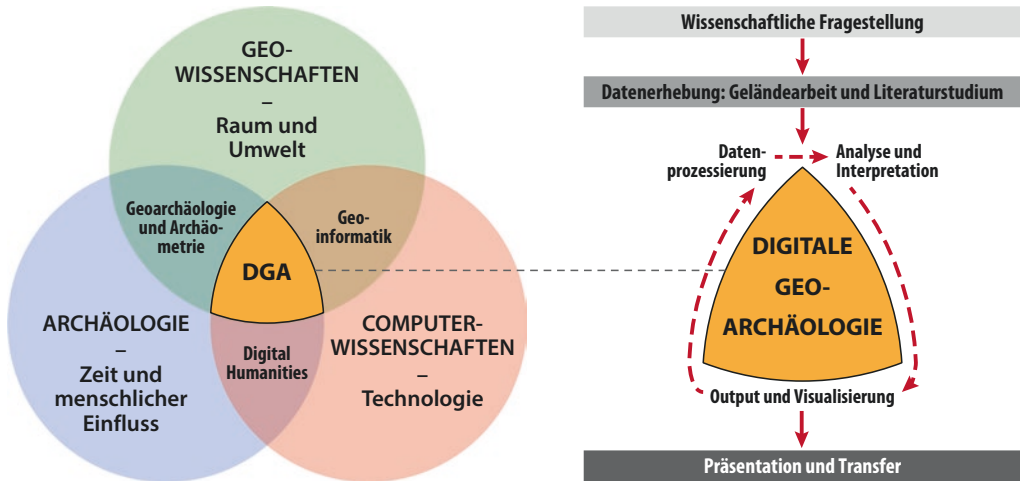 GEO-
WISSENSCHAFTEN
–
Raum und
Umwelt
Geoarchäologie
und Archäo-
metrie
Geo-
informatik
DGA
ARCHÄOLOGIE
–
Zeit und
menschlicher
Einfluss
Digital
Humanities
COMPUTER-
WISSENSCHAFTEN
–
Technologie
Wissenschaftliche Fragestellung
Datenerhebung: Geländearbeit und Literaturstudium
Daten-
prozessierung
Analyse und
Interpretation
DIGITALE
GEO-
ARCHÄOLOGIE
Output und Visualisierung
Präsentation und Transfer